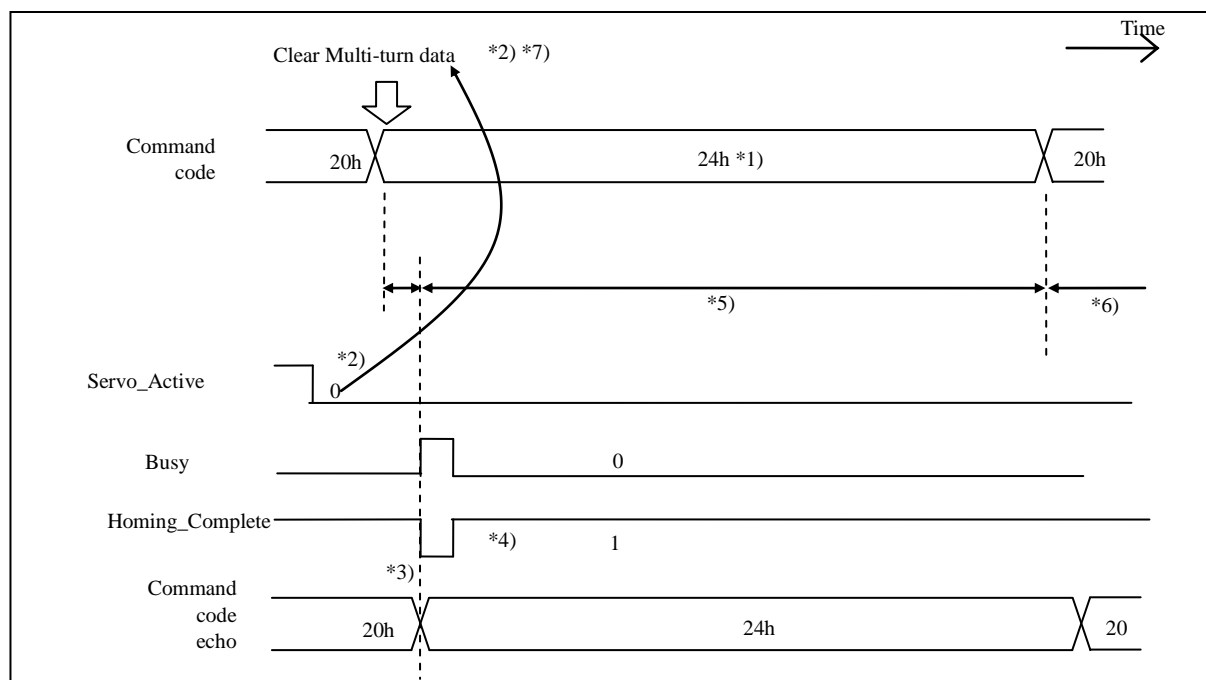 Time
Clear Multi-turn data *2) *7)
Command
code
20h
24h *1)
20h
*5)
*6)
*2)
Servo_Active
0
Busy
0
Homing_Complete
*4)
1
*3)
Command
code
echo
20h
24h
20